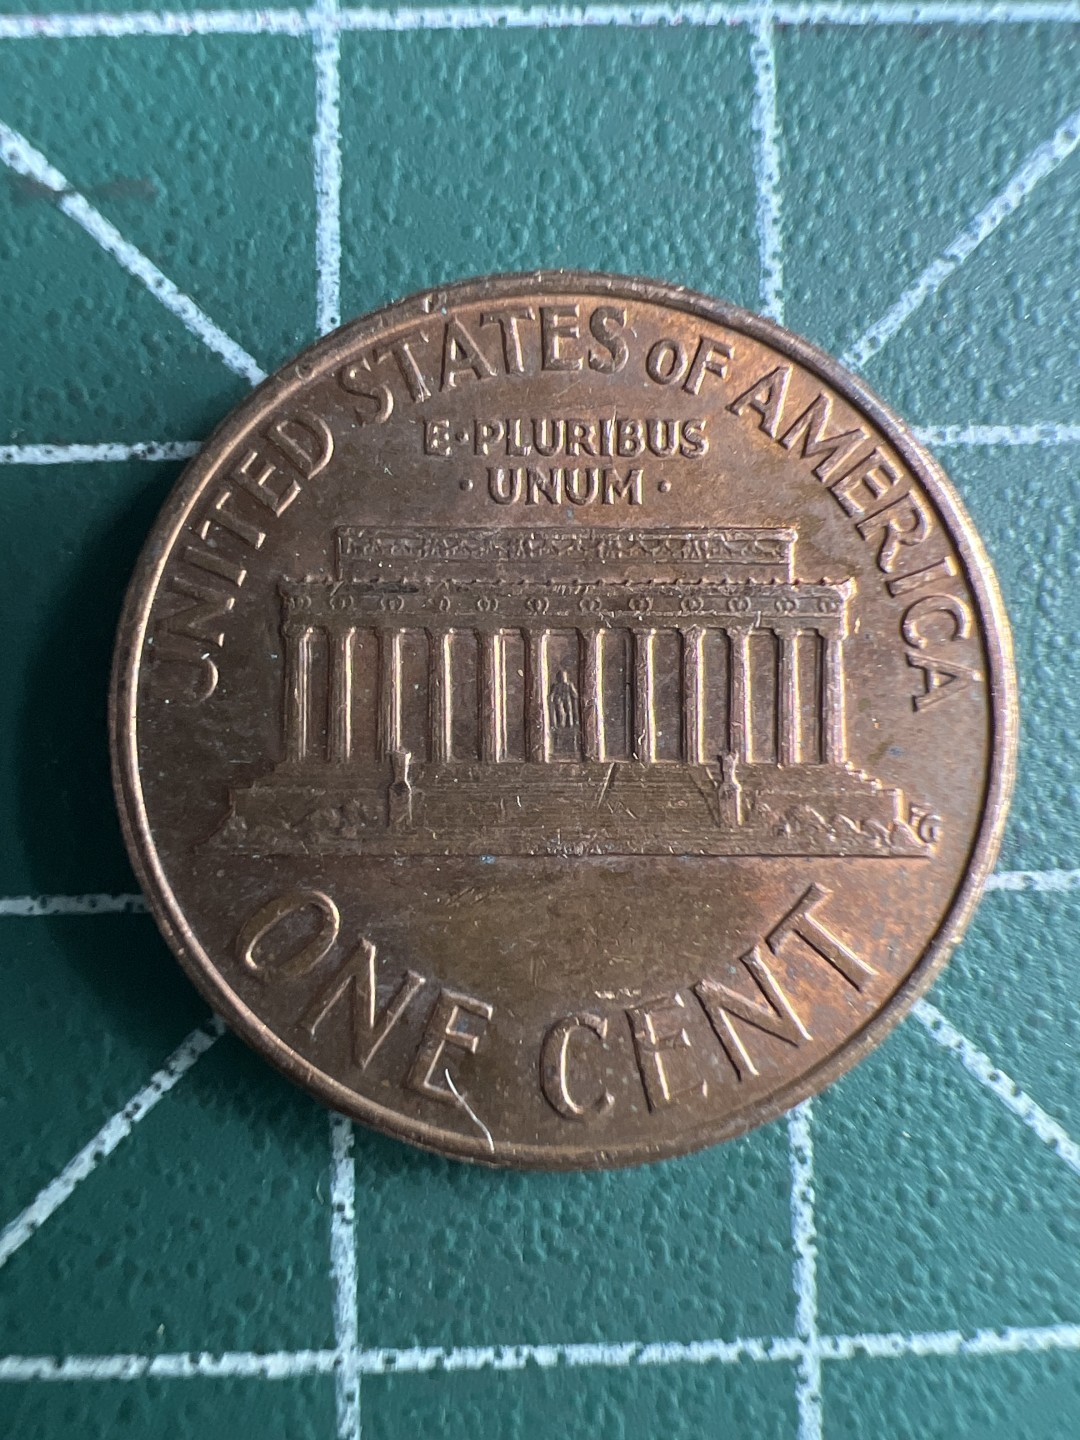 UNITED STATES OF AMERICA
E·PLURIBUS
·UNUM·
FG
ONE CENT